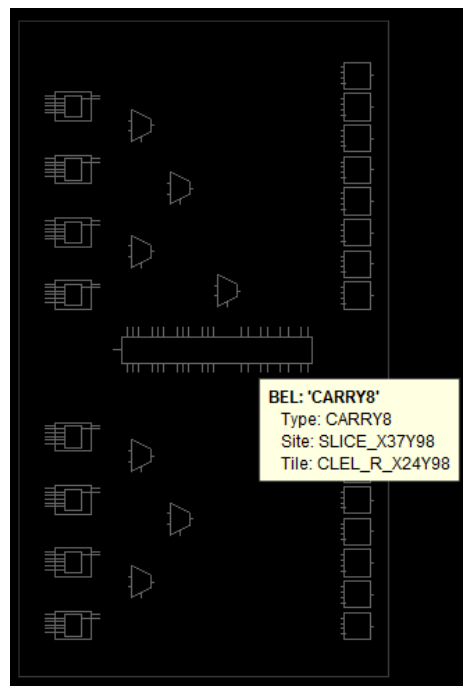 BEL: 'CARRY8'
Type: CARRY8
Site: SLICE_X37Y98
Tile: CLEL_R_X24Y98